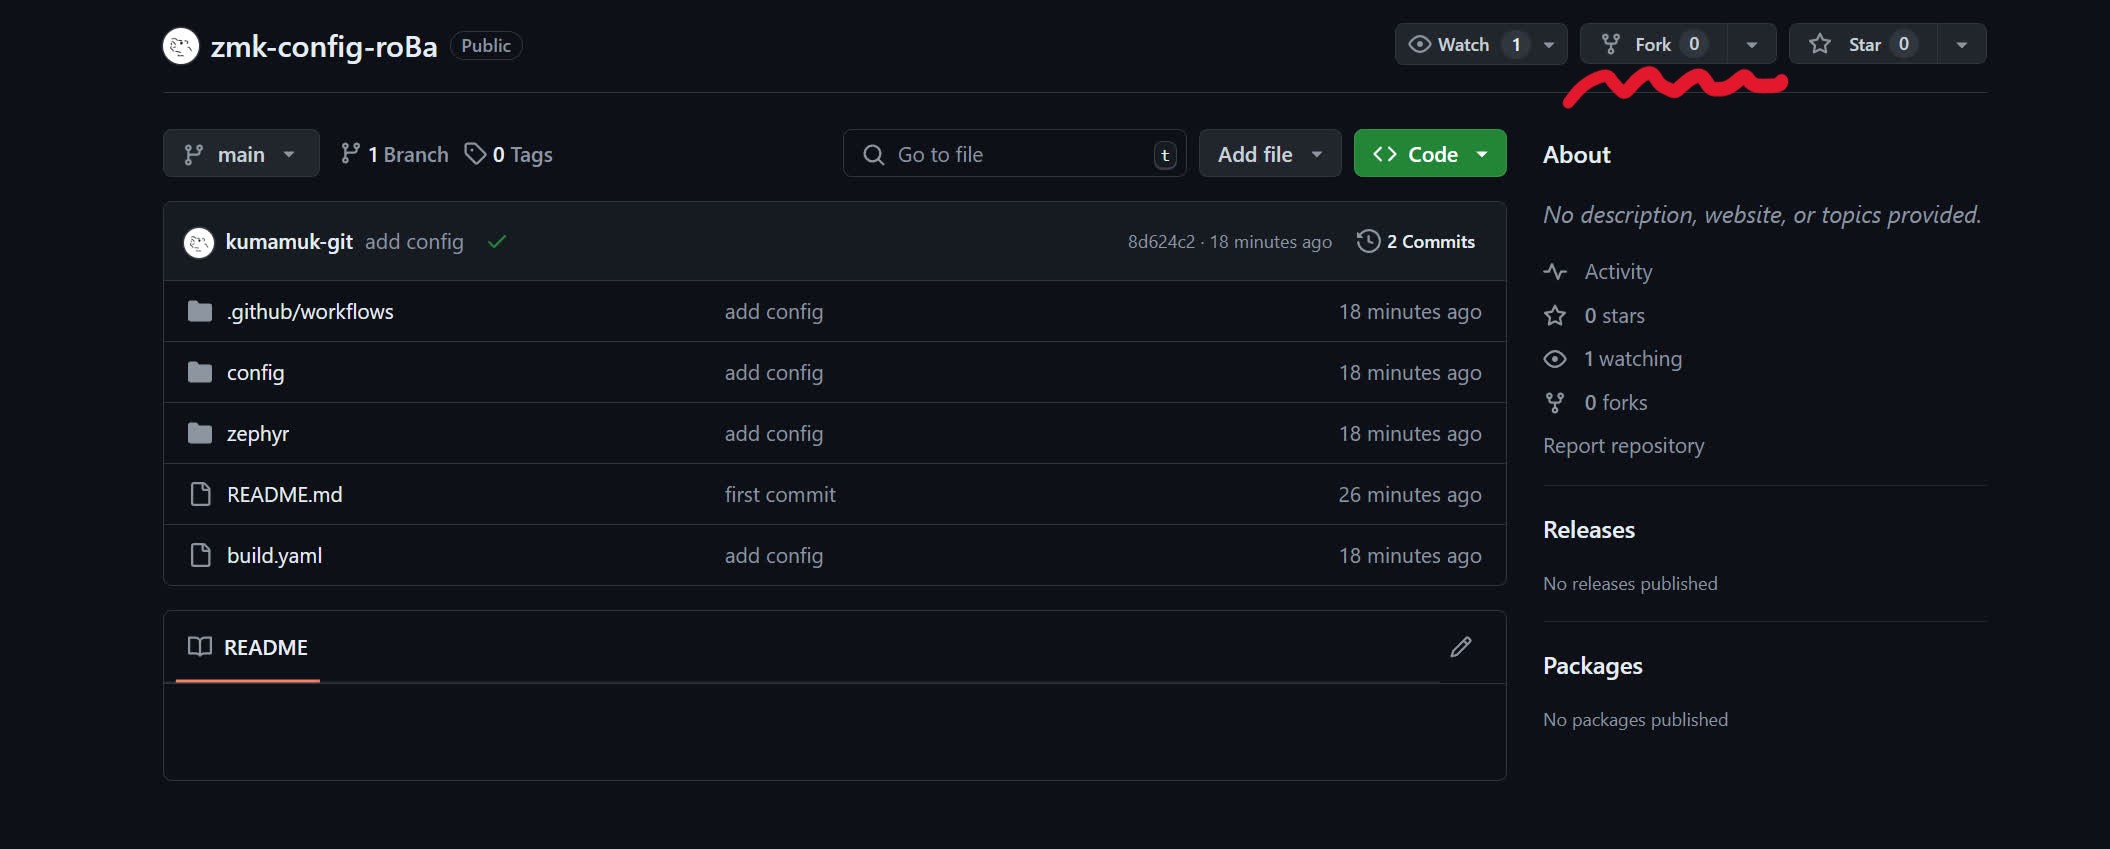 zmk-config-roBa Public Watch 1 Fork 0 Star 0
main 1 Branch 0 Tags Go to file t Add file Code
kumamuk-git add config 8d624c2 · 18 minutes ago 2 Commits
.github/workflows add config 18 minutes ago
config add config 18 minutes ago
zephyr add config 18 minutes ago
README.md first commit 26 minutes ago
build.yaml add config 18 minutes ago
README
About
No description, website, or topics provided.
Activity
0 stars
1 watching
0 forks
Report repository
Releases
No releases published
Packages
No packages published